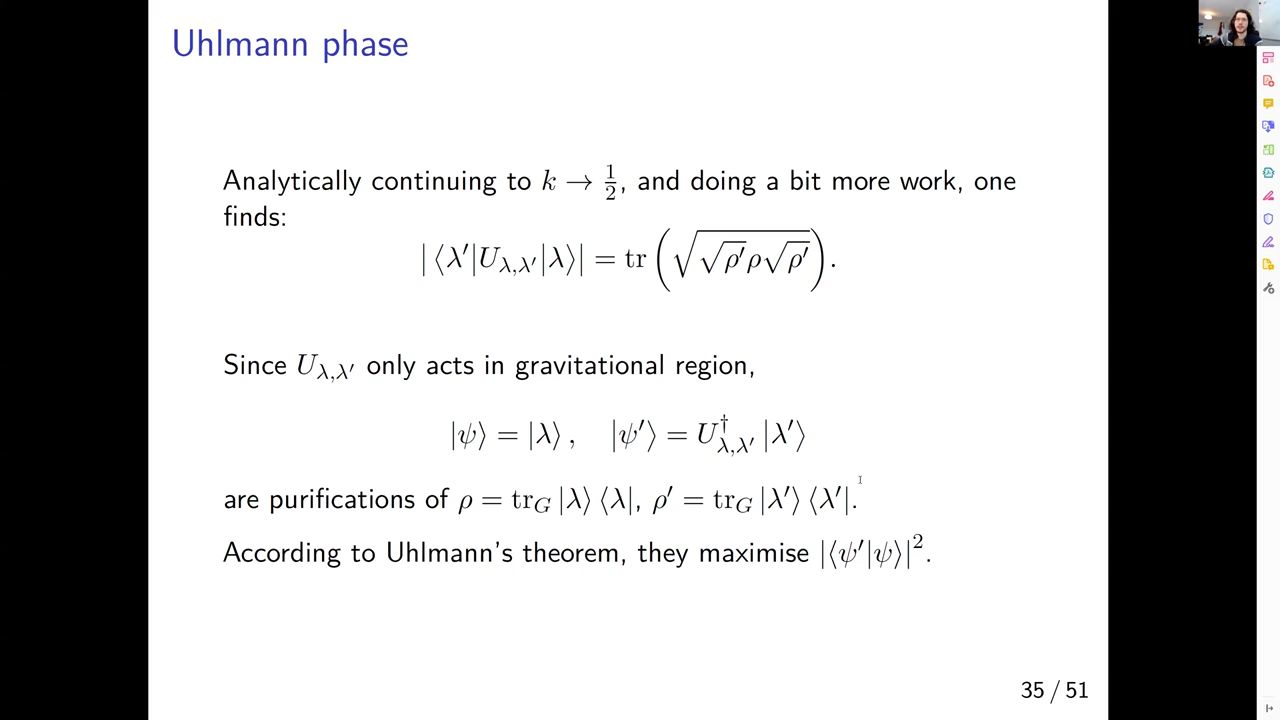 Uhlmann phase
Analytically continuing to k → 1/2, and doing a bit more work, one
finds:
|⟨λ′|U_{λ,λ′}|λ⟩| = tr(√(√ρ′ρ√ρ′)).
Since U_{λ,λ′} only acts in gravitational region,
|ψ⟩ = |λ⟩, |ψ′⟩ = U†_{λ,λ′} |λ′⟩
are purifications of ρ = tr_G |λ⟩ ⟨λ|, ρ′ = tr_G |λ′⟩ ⟨λ′|.
According to Uhlmann's theorem, they maximise |⟨ψ′|ψ⟩|².
35 / 51